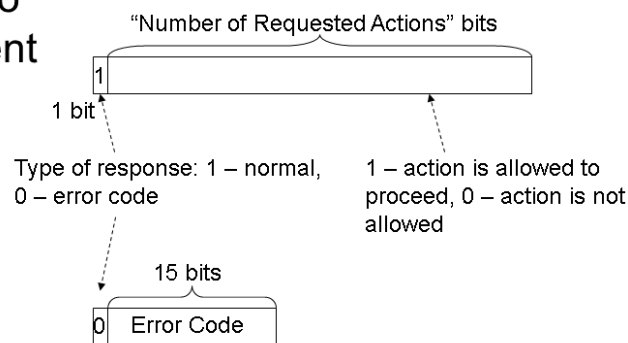 “Number of Requested Actions” bits
1
1 bit
Type of response: 1 – normal,
0 – error code
1 – action is allowed to
proceed, 0 – action is not
allowed
15 bits
0 Error Code